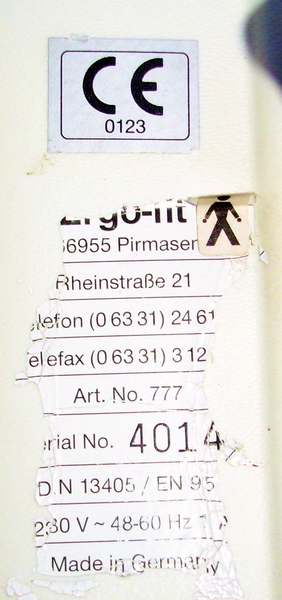 CE
0123
Ergo-fit
66955 Pirmasen
Rheinstraße 21
elefon (0 63 31) 24 61
Telefax (0 63 31) 3 12
Art. No. 777
erial No. 4014
D.N 13405 / EN 95
230 V ~ 48-60 Hz 1 A
Made in Germany